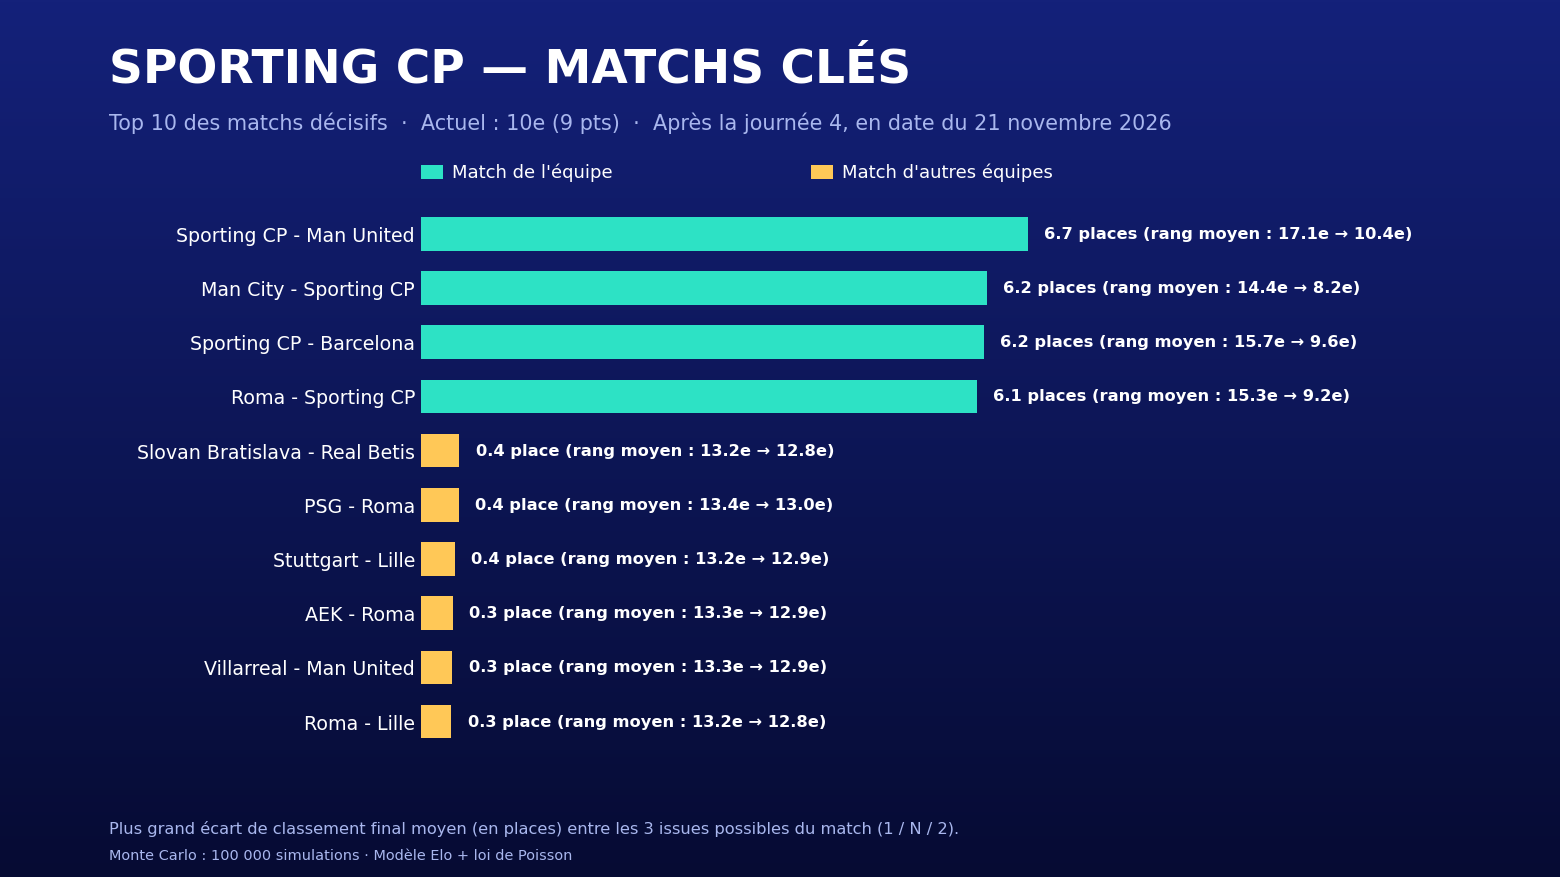 SPORTING CP — MATCHS CLÉS
Top 10 des matchs décisifs · Actuel : 10e (9 pts) · Après la journée 4, en date du 21 novembre 2026
Match de l'équipe Match d'autres équipes
Sporting CP - Man United 6.7 places (rang moyen : 17.1e → 10.4e)
Man City - Sporting CP 6.2 places (rang moyen : 14.4e → 8.2e)
Sporting CP - Barcelona 6.2 places (rang moyen : 15.7e → 9.6e)
Roma - Sporting CP 6.1 places (rang moyen : 15.3e → 9.2e)
Slovan Bratislava - Real Betis 0.4 place (rang moyen : 13.2e → 12.8e)
PSG - Roma 0.4 place (rang moyen : 13.4e → 13.0e)
Stuttgart - Lille 0.4 place (rang moyen : 13.2e → 12.9e)
AEK - Roma 0.3 place (rang moyen : 13.3e → 12.9e)
Villarreal - Man United 0.3 place (rang moyen : 13.3e → 12.9e)
Roma - Lille 0.3 place (rang moyen : 13.2e → 12.8e)
Plus grand écart de classement final moyen (en places) entre les 3 issues possibles du match (1 / N / 2).
Monte Carlo : 100 000 simulations · Modèle Elo + loi de Poisson